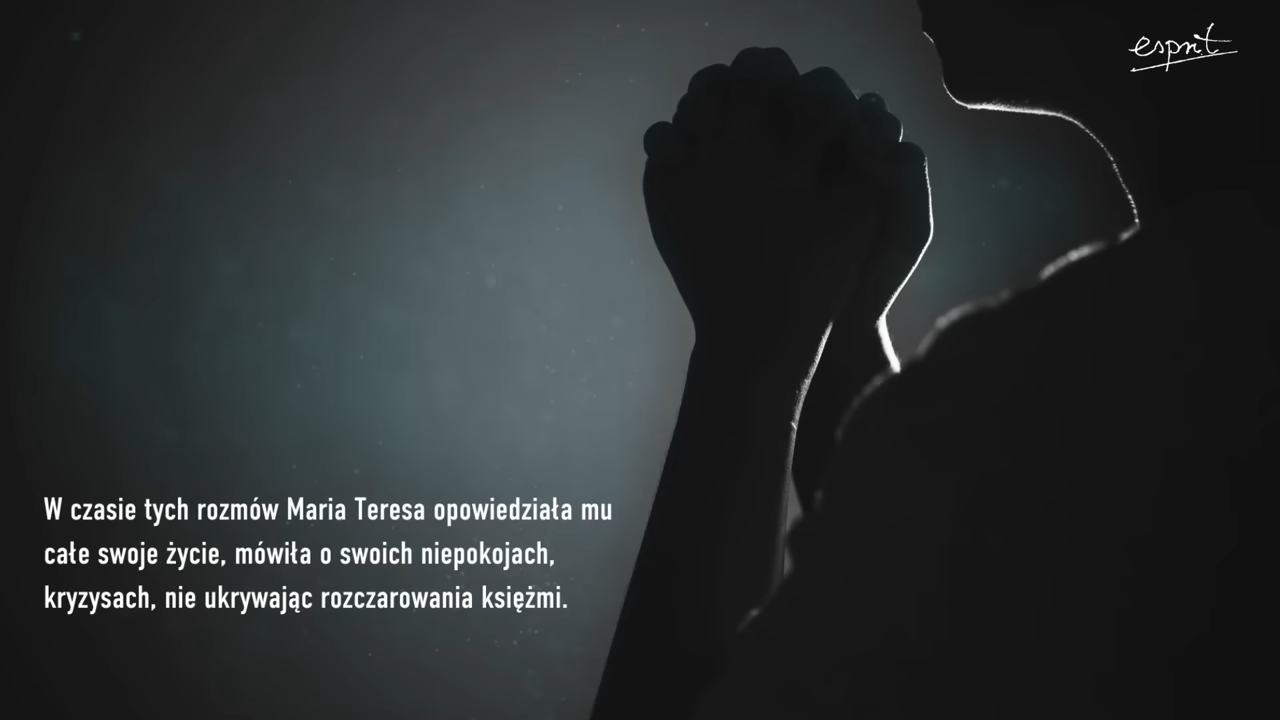 esprit
W czasie tych rozmów Maria Teresa opowiedziała mu
całe swoje życie, mówiła o swoich niepokojach,
kryzysach, nie ukrywając rozczarowania księżmi.